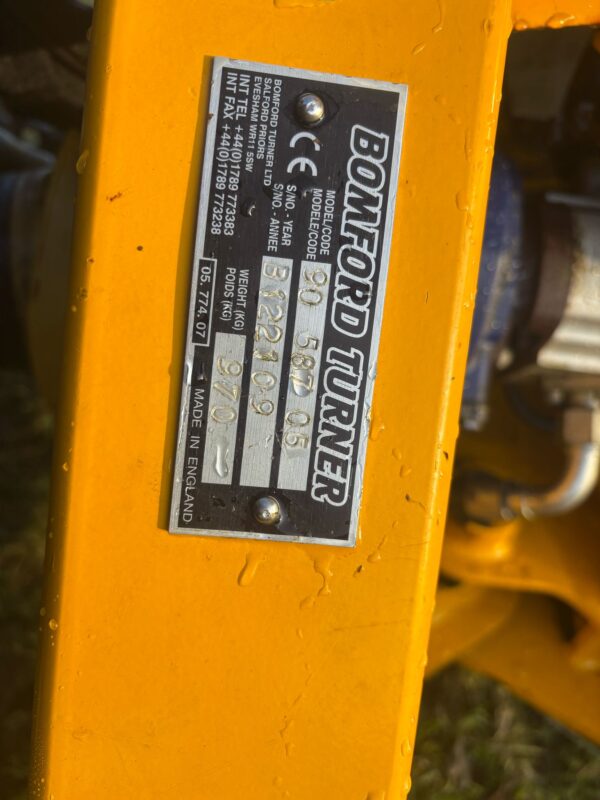 BOMFORD TURNER
MODEL/CODE
MODELE/CODE
90 587 05
CE
S/NO. - YEAR
S/NO. - ANNEE
B122109
BOMFORD TURNER LTD
SALFORD PRIORS
EVESHAM WR11 5SW
WEIGHT (KG)
POIDS (KG)
970
INT TEL +44(0)1789 773383
INT FAX +44(0)1789 773238
05. 774. 07
MADE IN ENGLAND